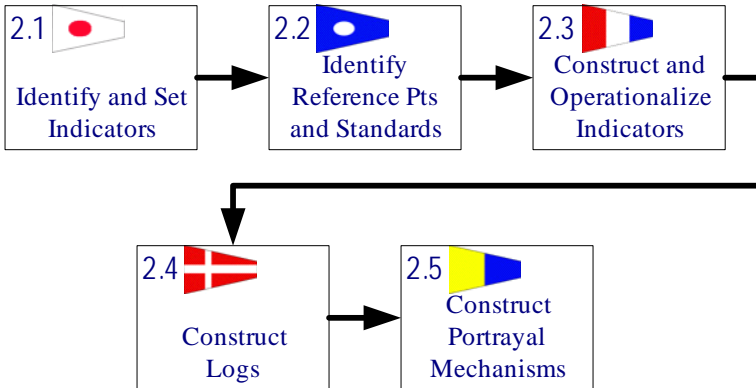 2.1
Identify and Set
Indicators
2.2
Identify
Reference Pts
and Standards
2.3
Construct and
Operationalize
Indicators
2.4
Construct
Logs
2.5
Construct
Portrayal
Mechanisms